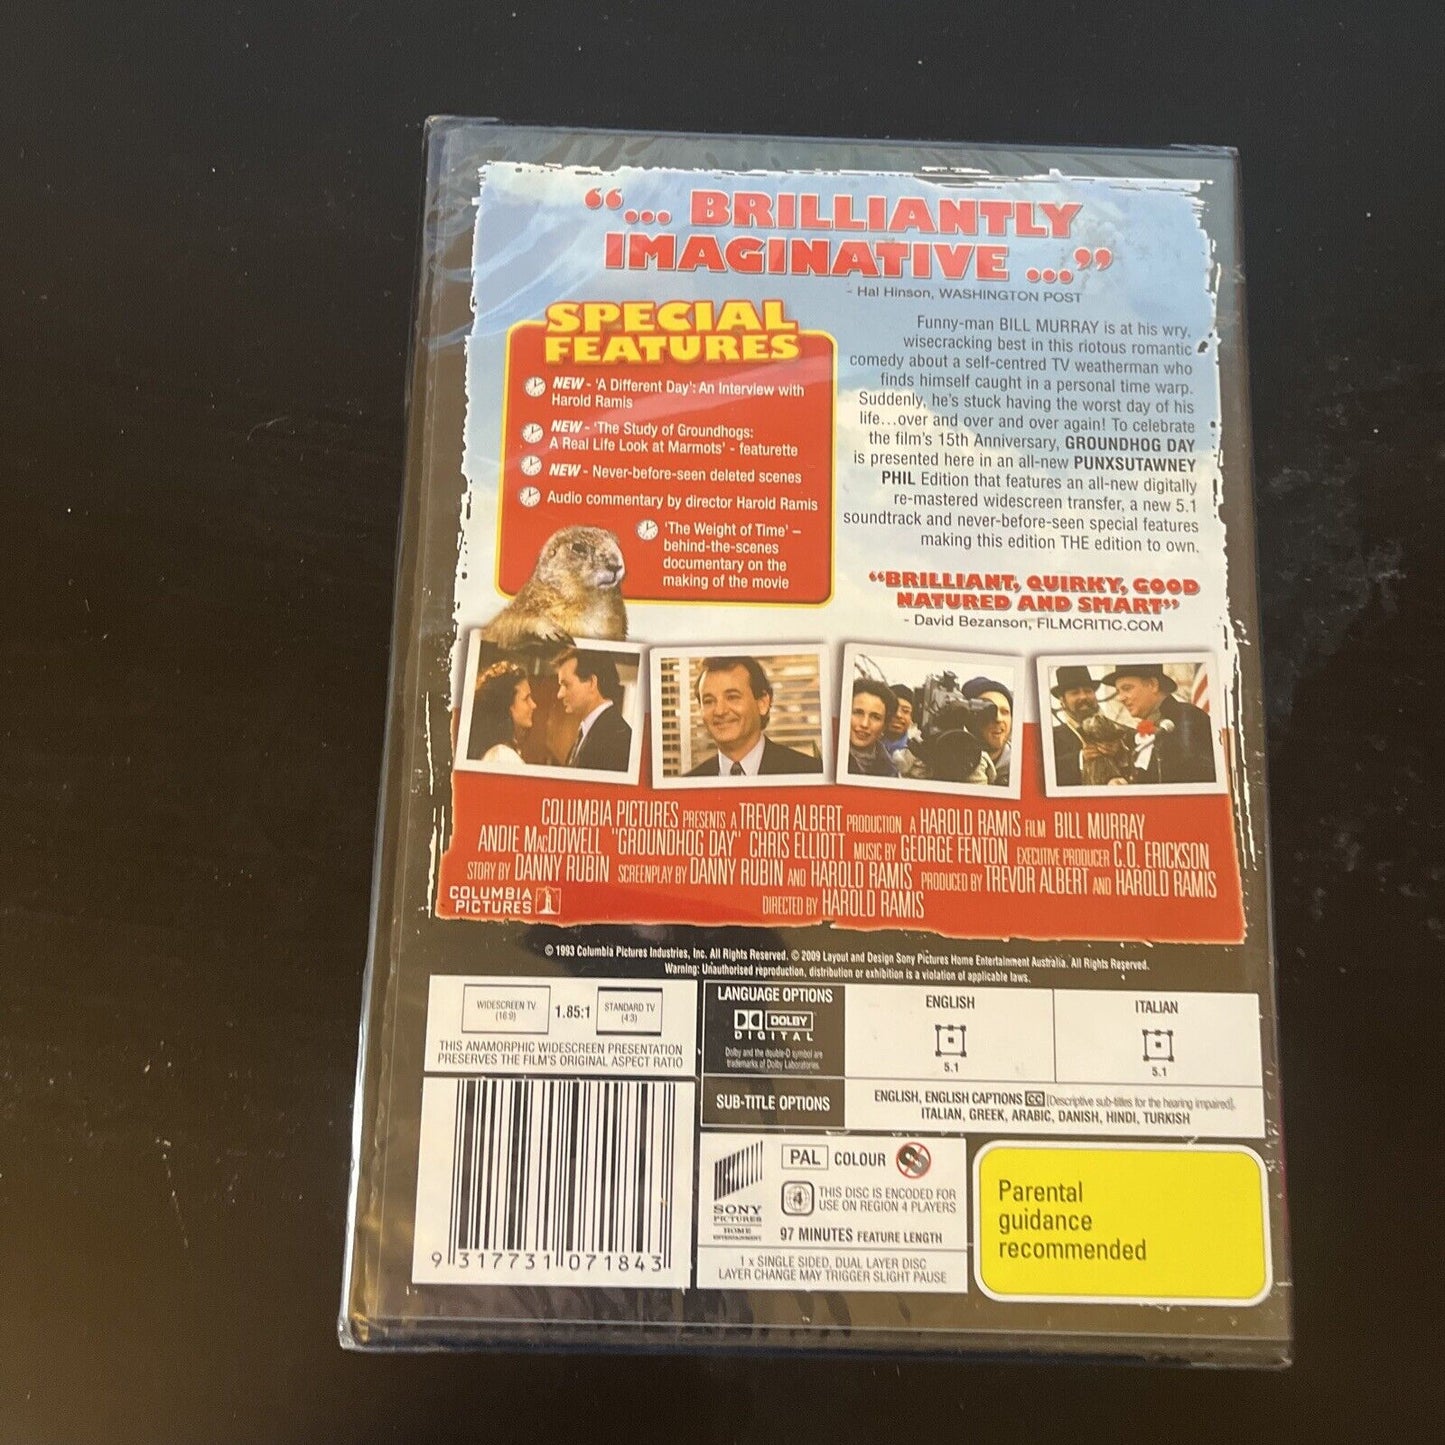 “... BRILLIANTLY
IMAGINATIVE ...”
- Hal Hinson, WASHINGTON POST
SPECIAL
FEATURES
NEW - 'A Different Day': An Interview with
Harold Ramis
NEW - 'The Study of Groundhogs:
A Real Life Look at Marmots' - featurette
NEW - Never-before-seen deleted scenes
Audio commentary by director Harold Ramis
'The Weight of Time' –
behind-the-scenes
documentary on the
making of the movie
Funny-man BILL MURRAY is at his wry,
wisecracking best in this riotous romantic
comedy about a self-centred TV weatherman who
finds himself caught in a personal time warp.
Suddenly, he's stuck having the worst day of his
life...over and over and over again! To celebrate
the film's 15th Anniversary, GROUNDHOG DAY
is presented here in an all-new PUNXSUTAWNEY
PHIL Edition that features an all-new digitally
re-mastered widescreen transfer, a new 5.1
soundtrack and never-before-seen special features
making this edition THE edition to own.
“BRILLIANT, QUIRKY, GOOD
NATURED AND SMART”
- David Bezanson, FILMCRITIC.COM
COLUMBIA PICTURES PRESENTS A TREVOR ALBERT PRODUCTION A HAROLD RAMIS FILM BILL MURRAY
ANDIE MacDOWELL "GROUNDHOG DAY" CHRIS ELLIOTT MUSIC BY GEORGE FENTON EXECUTIVE PRODUCER C.O. ERICKSON
STORY BY DANNY RUBIN SCREENPLAY BY DANNY RUBIN AND HAROLD RAMIS PRODUCED BY TREVOR ALBERT AND HAROLD RAMIS
DIRECTED BY HAROLD RAMIS
COLUMBIA
PICTURES
© 1993 Columbia Pictures Industries, Inc. All Rights Reserved. © 2009 Layout and Design Sony Pictures Home Entertainment Australia. All Rights Reserved.
Warning: Unauthorised reproduction, distribution or exhibition is a violation of applicable laws.
WIDESCREEN TV
(16:9)
1.85:1
STANDARD TV
(4:3)
THIS ANAMORPHIC WIDESCREEN PRESENTATION
PRESERVES THE FILM'S ORIGINAL ASPECT RATIO
LANGUAGE OPTIONS
DOLBY
DIGITAL
Dolby and the double-D symbol are
trademarks of Dolby Laboratories.
ENGLISH
5.1
ITALIAN
5.1
SUB-TITLE OPTIONS
ENGLISH, ENGLISH CAPTIONS CC [Descriptive sub-titles for the hearing impaired],
ITALIAN, GREEK, ARABIC, DANISH, HINDI, TURKISH
9 317731 071843
SONY
PICTURES
HOME
ENTERTAINMENT
PAL COLOUR
4
THIS DISC IS ENCODED FOR
USE ON REGION 4 PLAYERS
97 MINUTES FEATURE LENGTH
1 x SINGLE SIDED, DUAL LAYER DISC
LAYER CHANGE MAY TRIGGER SLIGHT PAUSE
Parental
guidance
recommended